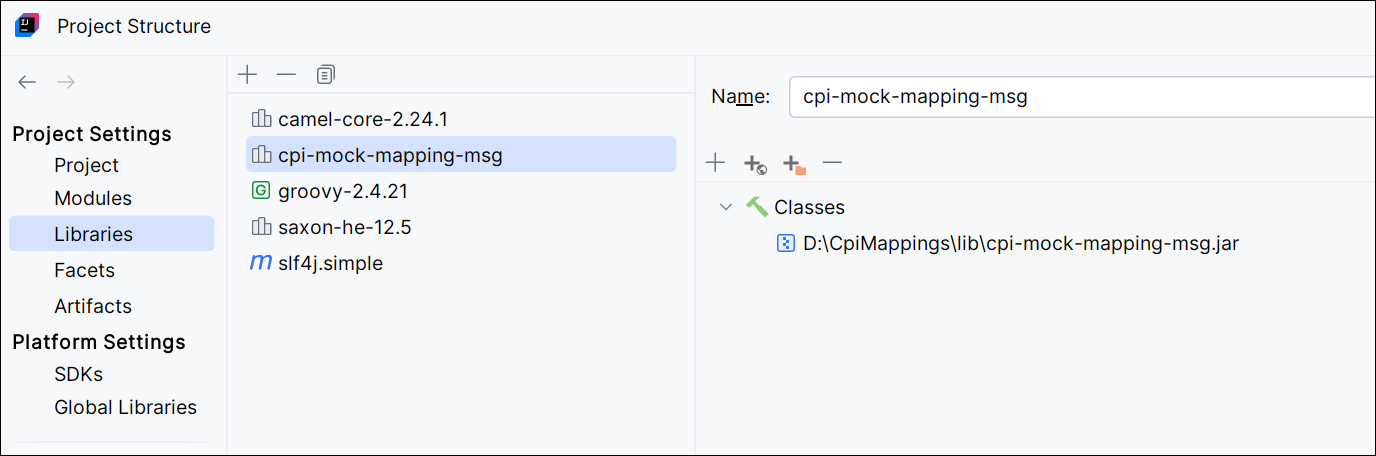 Project Structure
Project Settings
Project
Modules
Libraries
Facets
Artifacts
Platform Settings
SDKs
Global Libraries
camel-core-2.24.1
cpi-mock-mapping-msg
groovy-2.4.21
saxon-he-12.5
slf4j.simple
Name: cpi-mock-mapping-msg
Classes
D:\CpiMappings\lib\cpi-mock-mapping-msg.jar